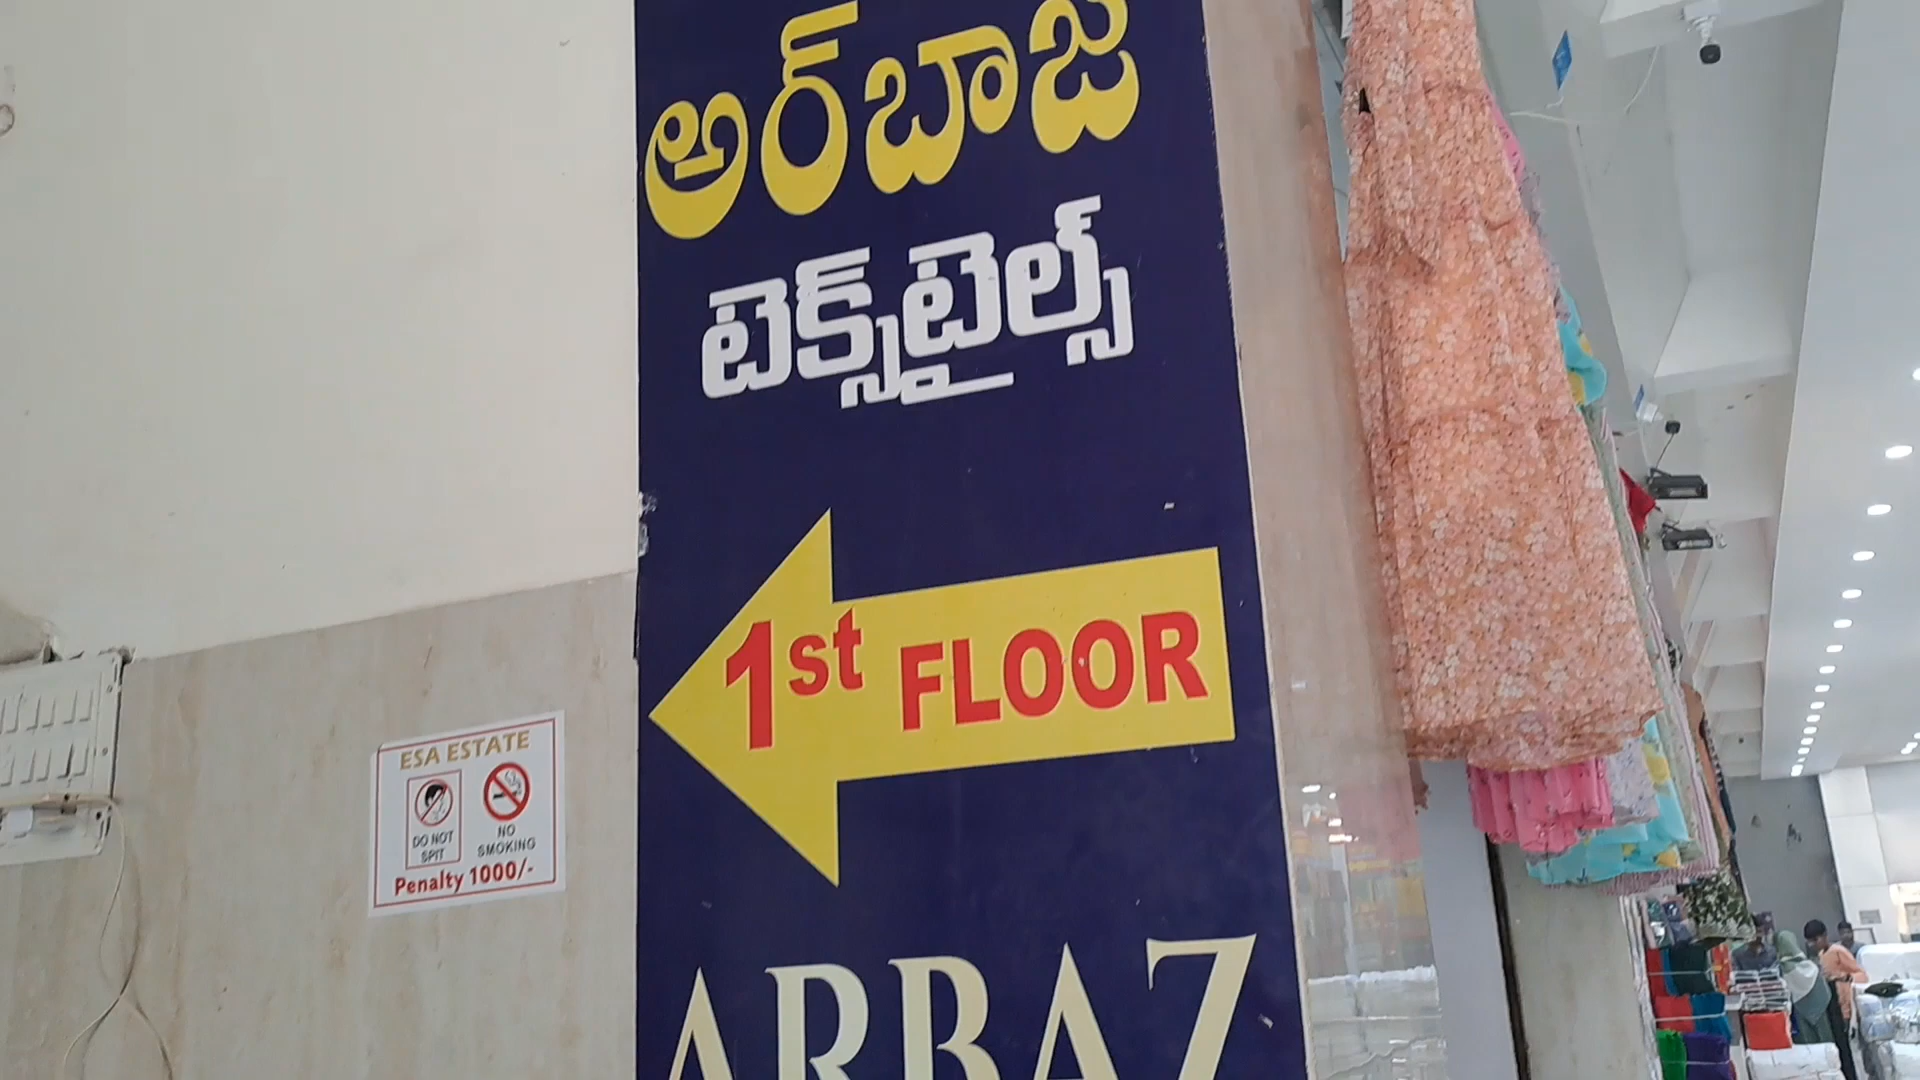 అర్‌బాజ్
టెక్స్‌టైల్స్
1st FLOOR
ARBAZ
ESA ESTATE
DO NOT SPIT
NO SMOKING
Penalty 1000/-